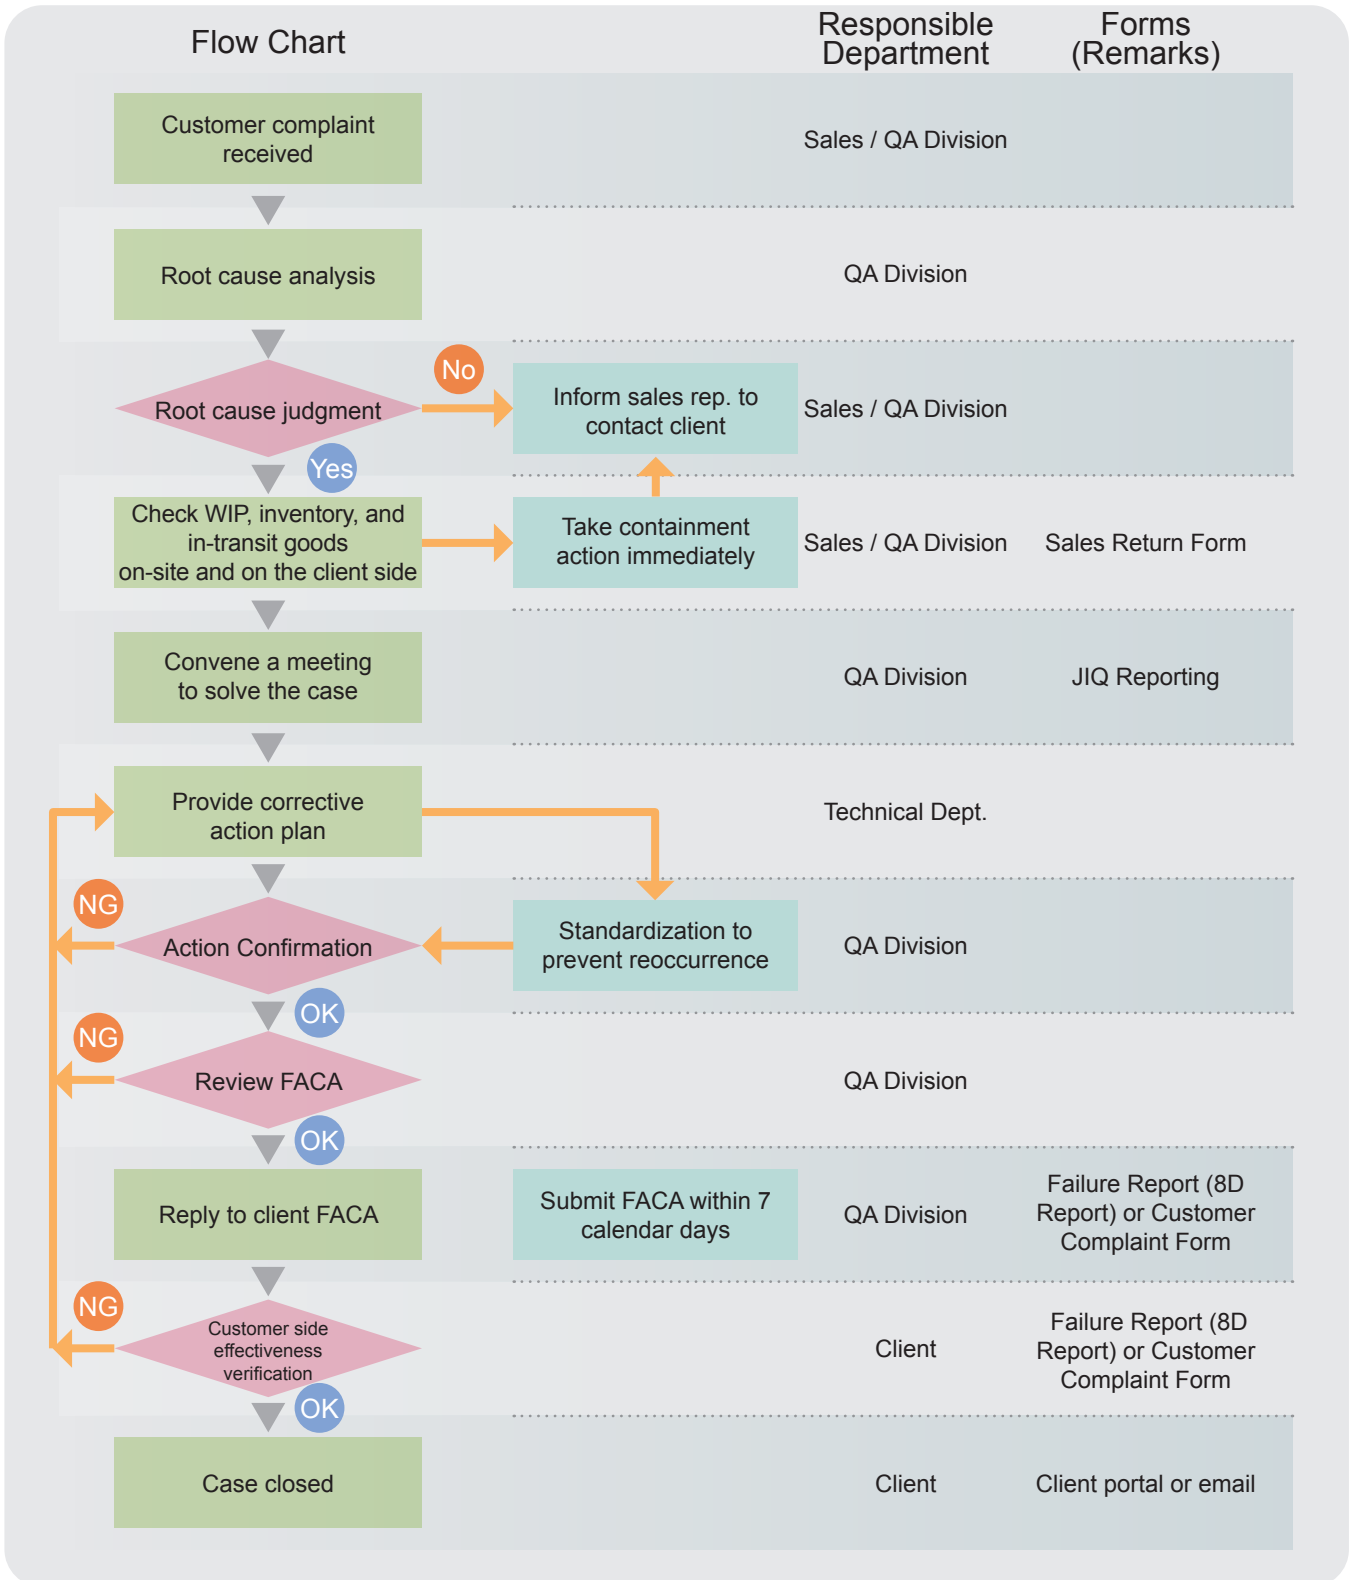 Flow Chart
Responsible
Department
Forms
(Remarks)
Customer complaint
received
Sales / QA Division
Root cause analysis
QA Division
Root cause judgment
No
Inform sales rep. to
contact client
Sales / QA Division
Yes
Check WIP, inventory, and
in-transit goods
on-site and on the client side
Take containment
action immediately
Sales / QA Division
Sales Return Form
Convene a meeting
to solve the case
QA Division
JIQ Reporting
Provide corrective
action plan
Technical Dept.
NG
Action Confirmation
Standardization to
prevent reoccurrence
QA Division
OK
NG
Review FACA
QA Division
OK
Reply to client FACA
Submit FACA within 7
calendar days
QA Division
Failure Report (8D
Report) or Customer
Complaint Form
NG
Customer side
effectiveness
verification
Client
Failure Report (8D
Report) or Customer
Complaint Form
OK
Case closed
Client
Client portal or email